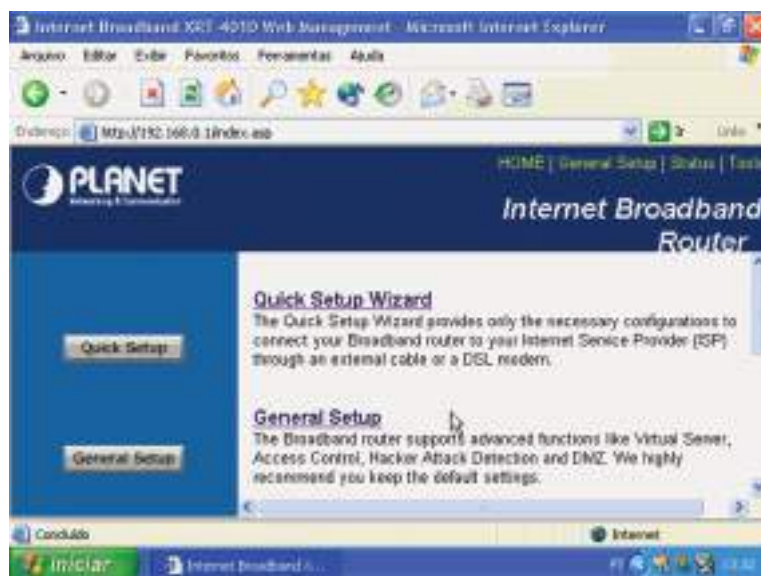 Internet Broadband XRT-401D Web Management - Microsoft Internet Explorer
Arquivo Editar Exibir Favoritos Ferramentas Ajuda
Endereço http://192.168.0.1/index.asp Links
PLANET
Networking & Communication
HOME | General Setup | Status | Tools
Internet Broadband
Router
Quick Setup
General Setup
Quick Setup Wizard
The Quick Setup Wizard provides only the necessary configurations to
connect your Broadband router to your Internet Service Provider (ISP)
through an external cable or a DSL modem.
General Setup
The Broadband router supports advanced functions like Virtual Server,
Access Control, Hacker Attack Detection and DMZ. We highly
recommend you keep the default settings.
Concluído
Internet
iniciar
Internet Broadband
PT